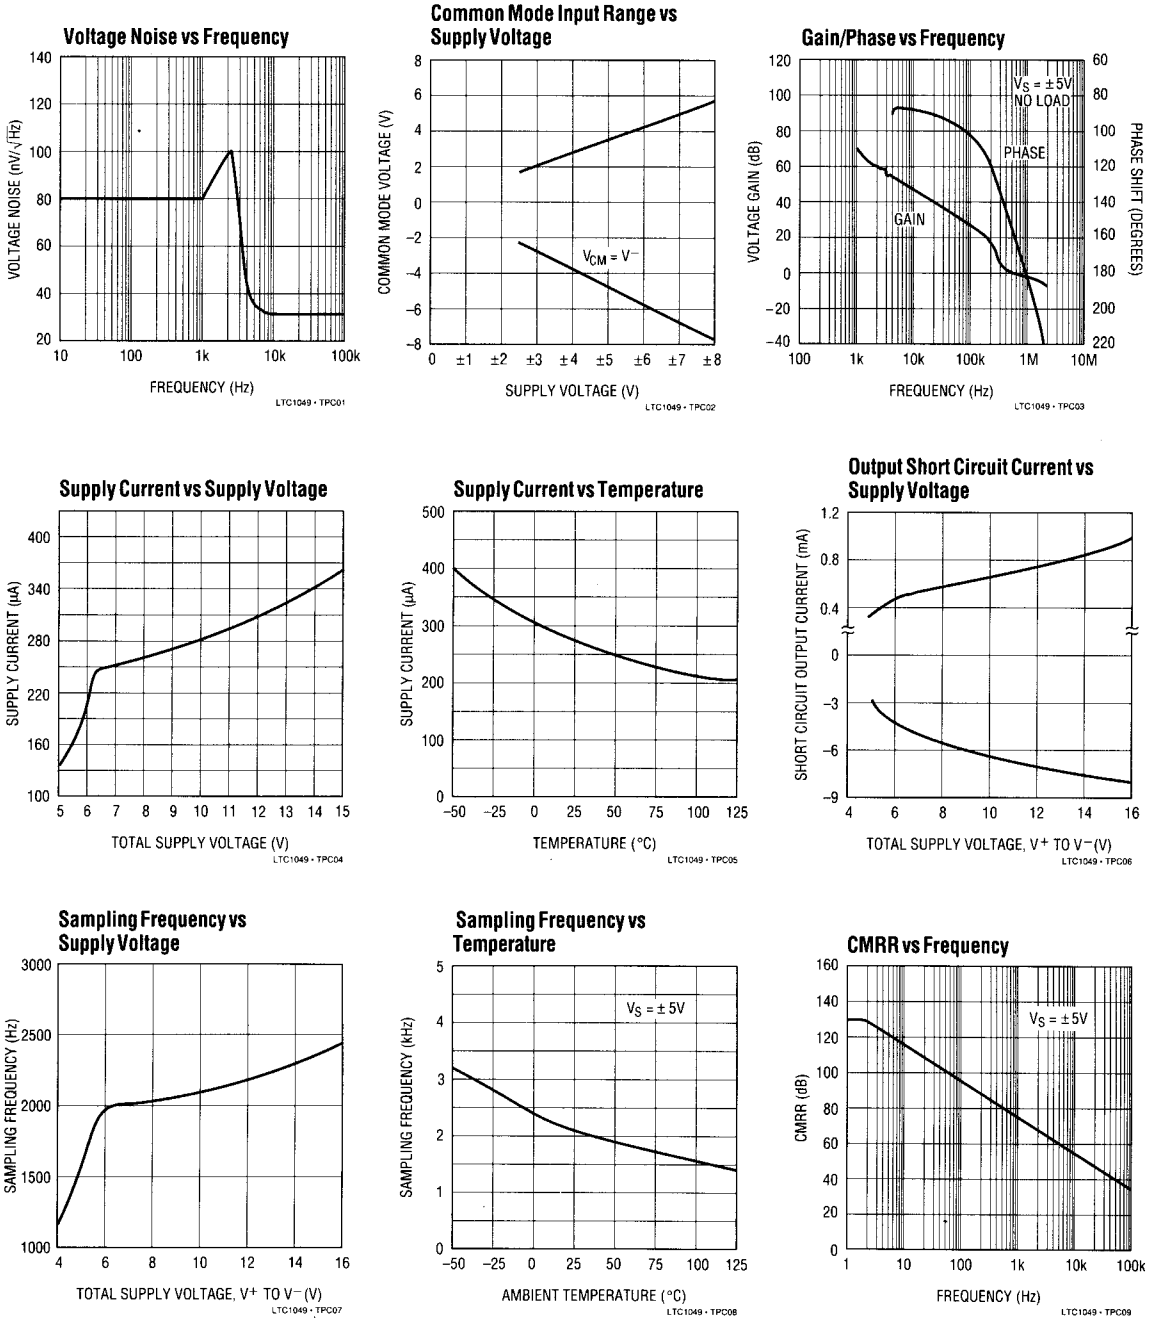 Voltage Noise vs Frequency
140
120
100
80
60
40
20
VOLTAGE NOISE (nV/√Hz)
10
100
1k
10k
100k
FREQUENCY (Hz)
LTC1049 • TPC01
Common Mode Input Range vs
Supply Voltage
8
6
4
2
0
−2
−4
−6
−8
COMMON MODE VOLTAGE (V)
V_CM = V⁻
0
±1
±2
±3
±4
±5
±6
±7
±8
SUPPLY VOLTAGE (V)
LTC1049 • TPC02
Gain/Phase vs Frequency
120
100
80
60
40
20
0
−20
−40
VOLTAGE GAIN (dB)
V_S = ±5V
NO LOAD
PHASE
GAIN
60
80
100
120
140
160
180
200
220
PHASE SHIFT (DEGREES)
100
1k
10k
100k
1M
10M
FREQUENCY (Hz)
LTC1049 • TPC03
Supply Current vs Supply Voltage
400
340
280
220
160
100
SUPPLY CURRENT (µA)
5
6
7
8
9
10
11
12
13
14
15
TOTAL SUPPLY VOLTAGE (V)
LTC1049 • TPC04
Supply Current vs Temperature
500
400
300
200
100
0
SUPPLY CURRENT (µA)
−50
−25
0
25
50
75
100
125
TEMPERATURE (°C)
LTC1049 • TPC05
Output Short Circuit Current vs
Supply Voltage
1.2
0.8
0.4
0
−3
−6
−9
SHORT CIRCUIT OUTPUT CURRENT (mA)
4
6
8
10
12
14
16
TOTAL SUPPLY VOLTAGE, V⁺ TO V⁻ (V)
LTC1049 • TPC06
Sampling Frequency vs
Supply Voltage
3000
2500
2000
1500
1000
SAMPLING FREQUENCY (Hz)
4
6
8
10
12
14
16
TOTAL SUPPLY VOLTAGE, V⁺ TO V⁻ (V)
LTC1049 • TPC07
Sampling Frequency vs
Temperature
5
4
3
2
1
0
SAMPLING FREQUENCY (kHz)
V_S = ±5V
−50
−25
0
25
50
75
100
125
AMBIENT TEMPERATURE (°C)
LTC1049 • TPC08
CMRR vs Frequency
160
140
120
100
80
60
40
20
0
CMRR (dB)
V_S = ±5V
1
10
100
1k
10k
100k
FREQUENCY (Hz)
LTC1049 • TPC09